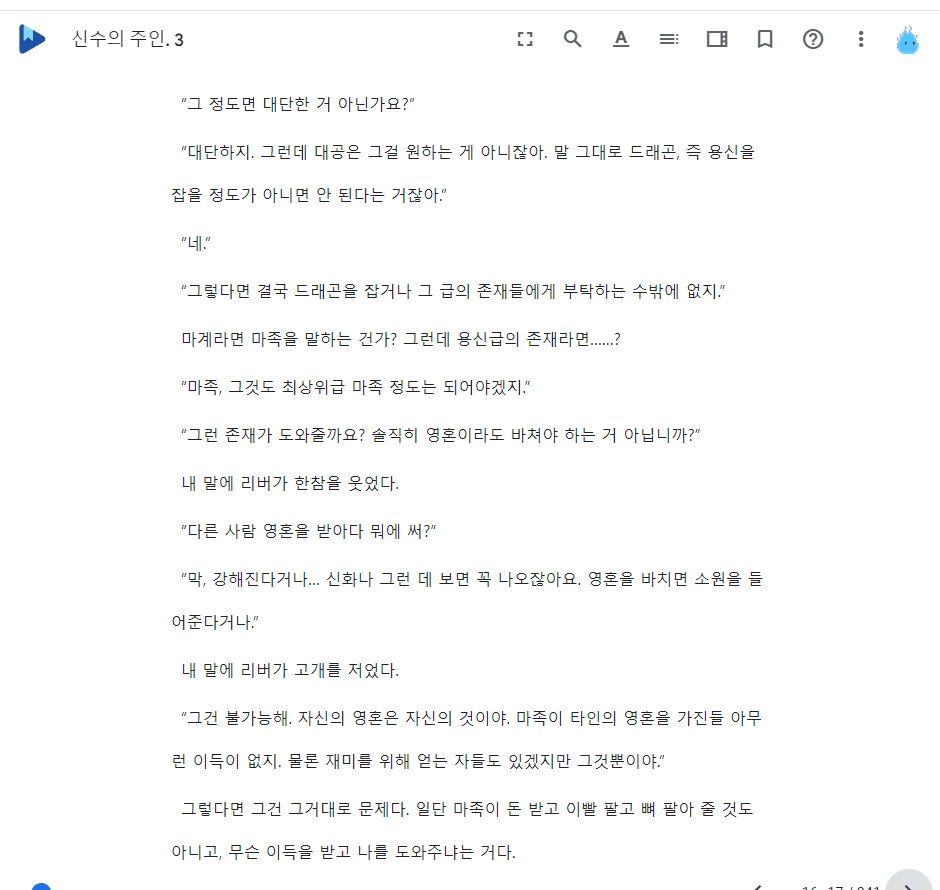 신수의 주인. 3
"그 정도면 대단한 거 아닌가요?"
"대단하지. 그런데 대공은 그걸 원하는 게 아니잖아. 말 그대로 드래곤, 즉 용신을
잡을 정도가 아니면 안 된다는 거잖아."
"네."
"그렇다면 결국 드래곤을 잡거나 그 급의 존재들에게 부탁하는 수밖에 없지."
마계라면 마족을 말하는 건가? 그런데 용신급의 존재라면......?
"마족, 그것도 최상위급 마족 정도는 되어야겠지."
"그런 존재가 도와줄까요? 솔직히 영혼이라도 바쳐야 하는 거 아닙니까?"
내 말에 리버가 한참을 웃었다.
"다른 사람 영혼을 받아다 뭐에 써?"
"막, 강해진다거나... 신화나 그런 데 보면 꼭 나오잖아요. 영혼을 바치면 소원을 들
어준다거나."
내 말에 리버가 고개를 저었다.
"그건 불가능해. 자신의 영혼은 자신의 것이야. 마족이 타인의 영혼을 가진들 아무
런 이득이 없지. 물론 재미를 위해 얻는 자들도 있겠지만 그것뿐이야."
그렇다면 그건 그거대로 문제다. 일단 마족이 돈 받고 이빨 팔고 뼈 팔아 줄 것도
아니고, 무슨 이득을 받고 나를 도와주냐는 거다.